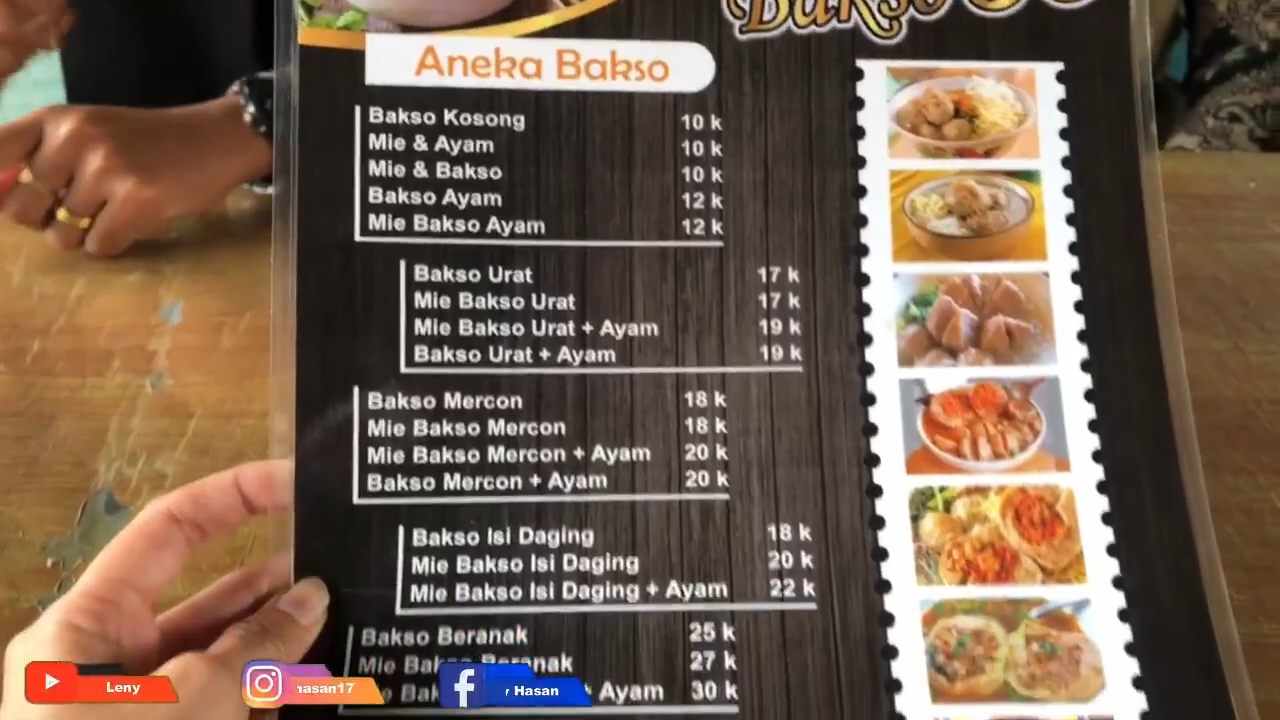 Bakso
Aneka Bakso
Bakso Kosong 10 k
Mie & Ayam 10 k
Mie & Bakso 10 k
Bakso Ayam 12 k
Mie Bakso Ayam 12 k
Bakso Urat 17 k
Mie Bakso Urat 17 k
Mie Bakso Urat + Ayam 19 k
Bakso Urat + Ayam 19 k
Bakso Mercon 18 k
Mie Bakso Mercon 18 k
Mie Bakso Mercon + Ayam 20 k
Bakso Mercon + Ayam 20 k
Bakso Isi Daging 18 k
Mie Bakso Isi Daging 20 k
Mie Bakso Isi Daging + Ayam 22 k
Bakso Beranak 25 k
Mie Bakso Beranak 27 k
Ayam 30 k
Leny
hasan17
Hasan